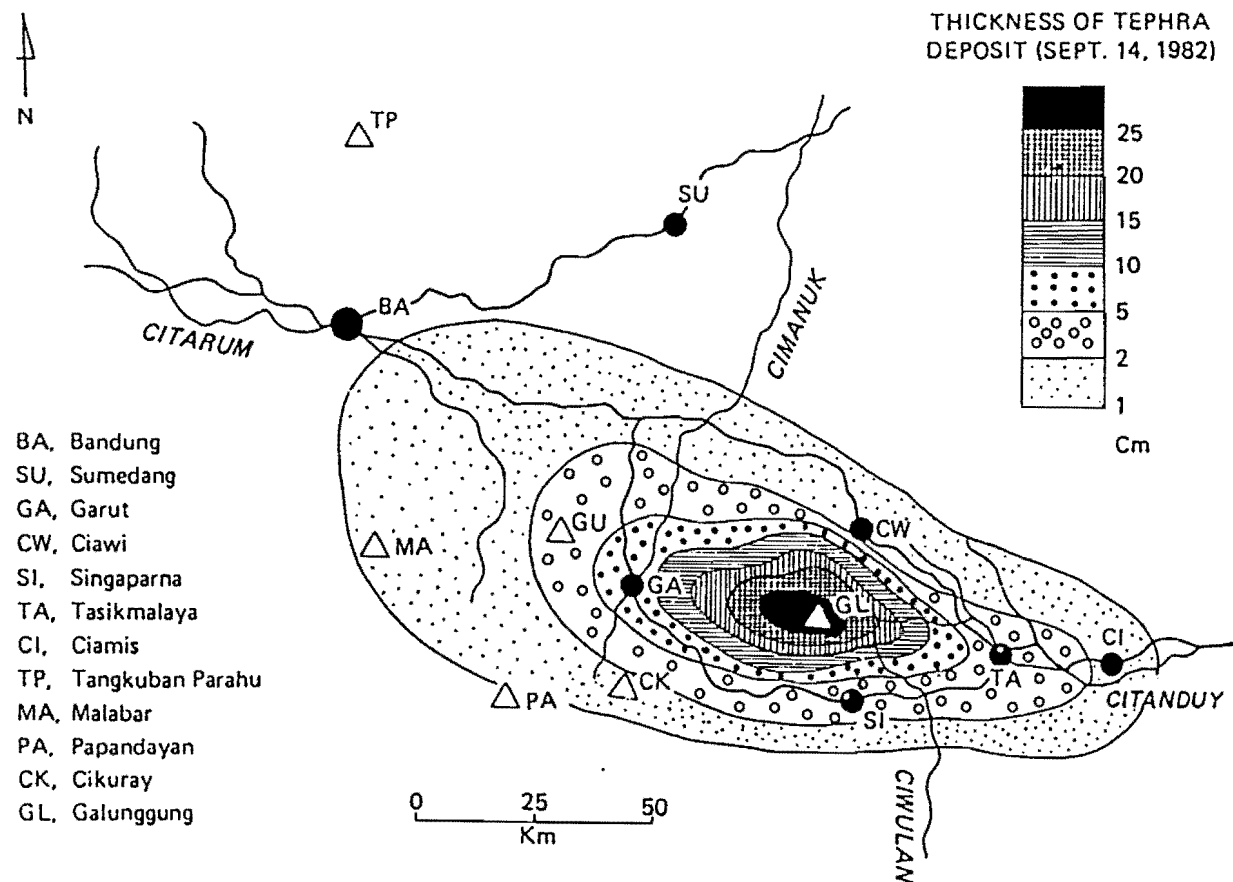 THICKNESS OF TEPHRA
DEPOSIT (SEPT. 14, 1982)
25
20
15
10
5
2
1
Cm
N
TP
SU
BA
CITARUM
CIMANUK
CW
GU
MA
GA
GL
CI
TA
CK
PA
SI
CITANDUY
CIWULAN
BA, Bandung
SU, Sumedang
GA, Garut
CW, Ciawi
SI, Singaparna
TA, Tasikmalaya
CI, Ciamis
TP, Tangkuban Parahu
MA, Malabar
PA, Papandayan
CK, Cikuray
GL, Galunggung
0 25 50
Km